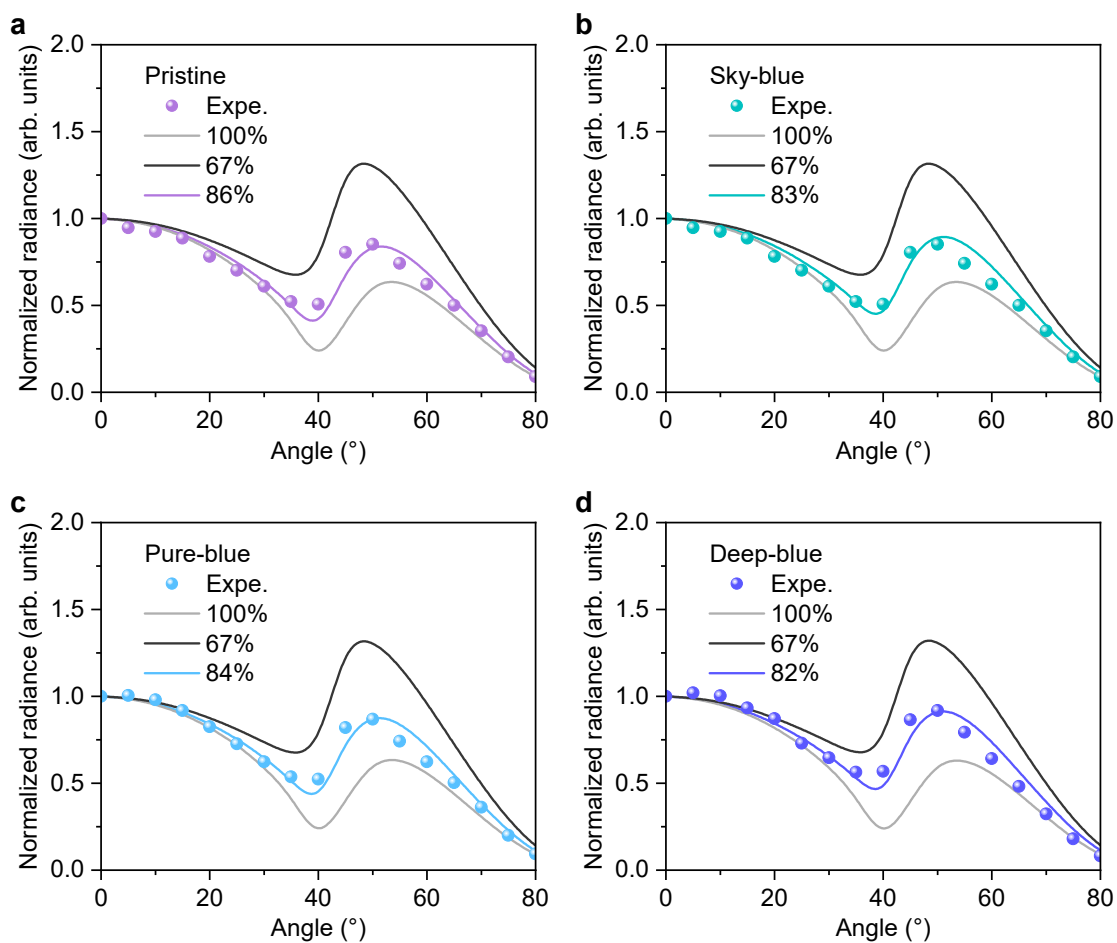 a
Normalized radiance (arb. units)
2.0
1.5
1.0
0.5
0.0
Pristine
Expe.
100%
67%
86%
0 20 40 60 80
Angle (°)
b
Normalized radiance (arb. units)
2.0
1.5
1.0
0.5
0.0
Sky-blue
Expe.
100%
67%
83%
0 20 40 60 80
Angle (°)
c
Normalized radiance (arb. units)
2.0
1.5
1.0
0.5
0.0
Pure-blue
Expe.
100%
67%
84%
0 20 40 60 80
Angle (°)
d
Normalized radiance (arb. units)
2.0
1.5
1.0
0.5
0.0
Deep-blue
Expe.
100%
67%
82%
0 20 40 60 80
Angle (°)